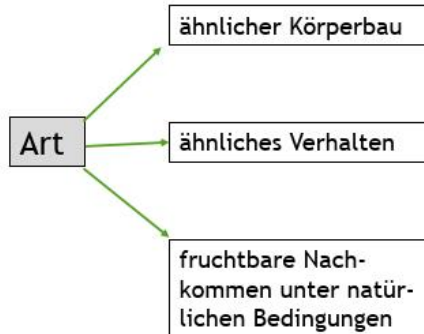 ähnlicher Körperbau
Art
ähnliches Verhalten
fruchtbare Nach-
kommen unter natür-
lichen Bedingungen